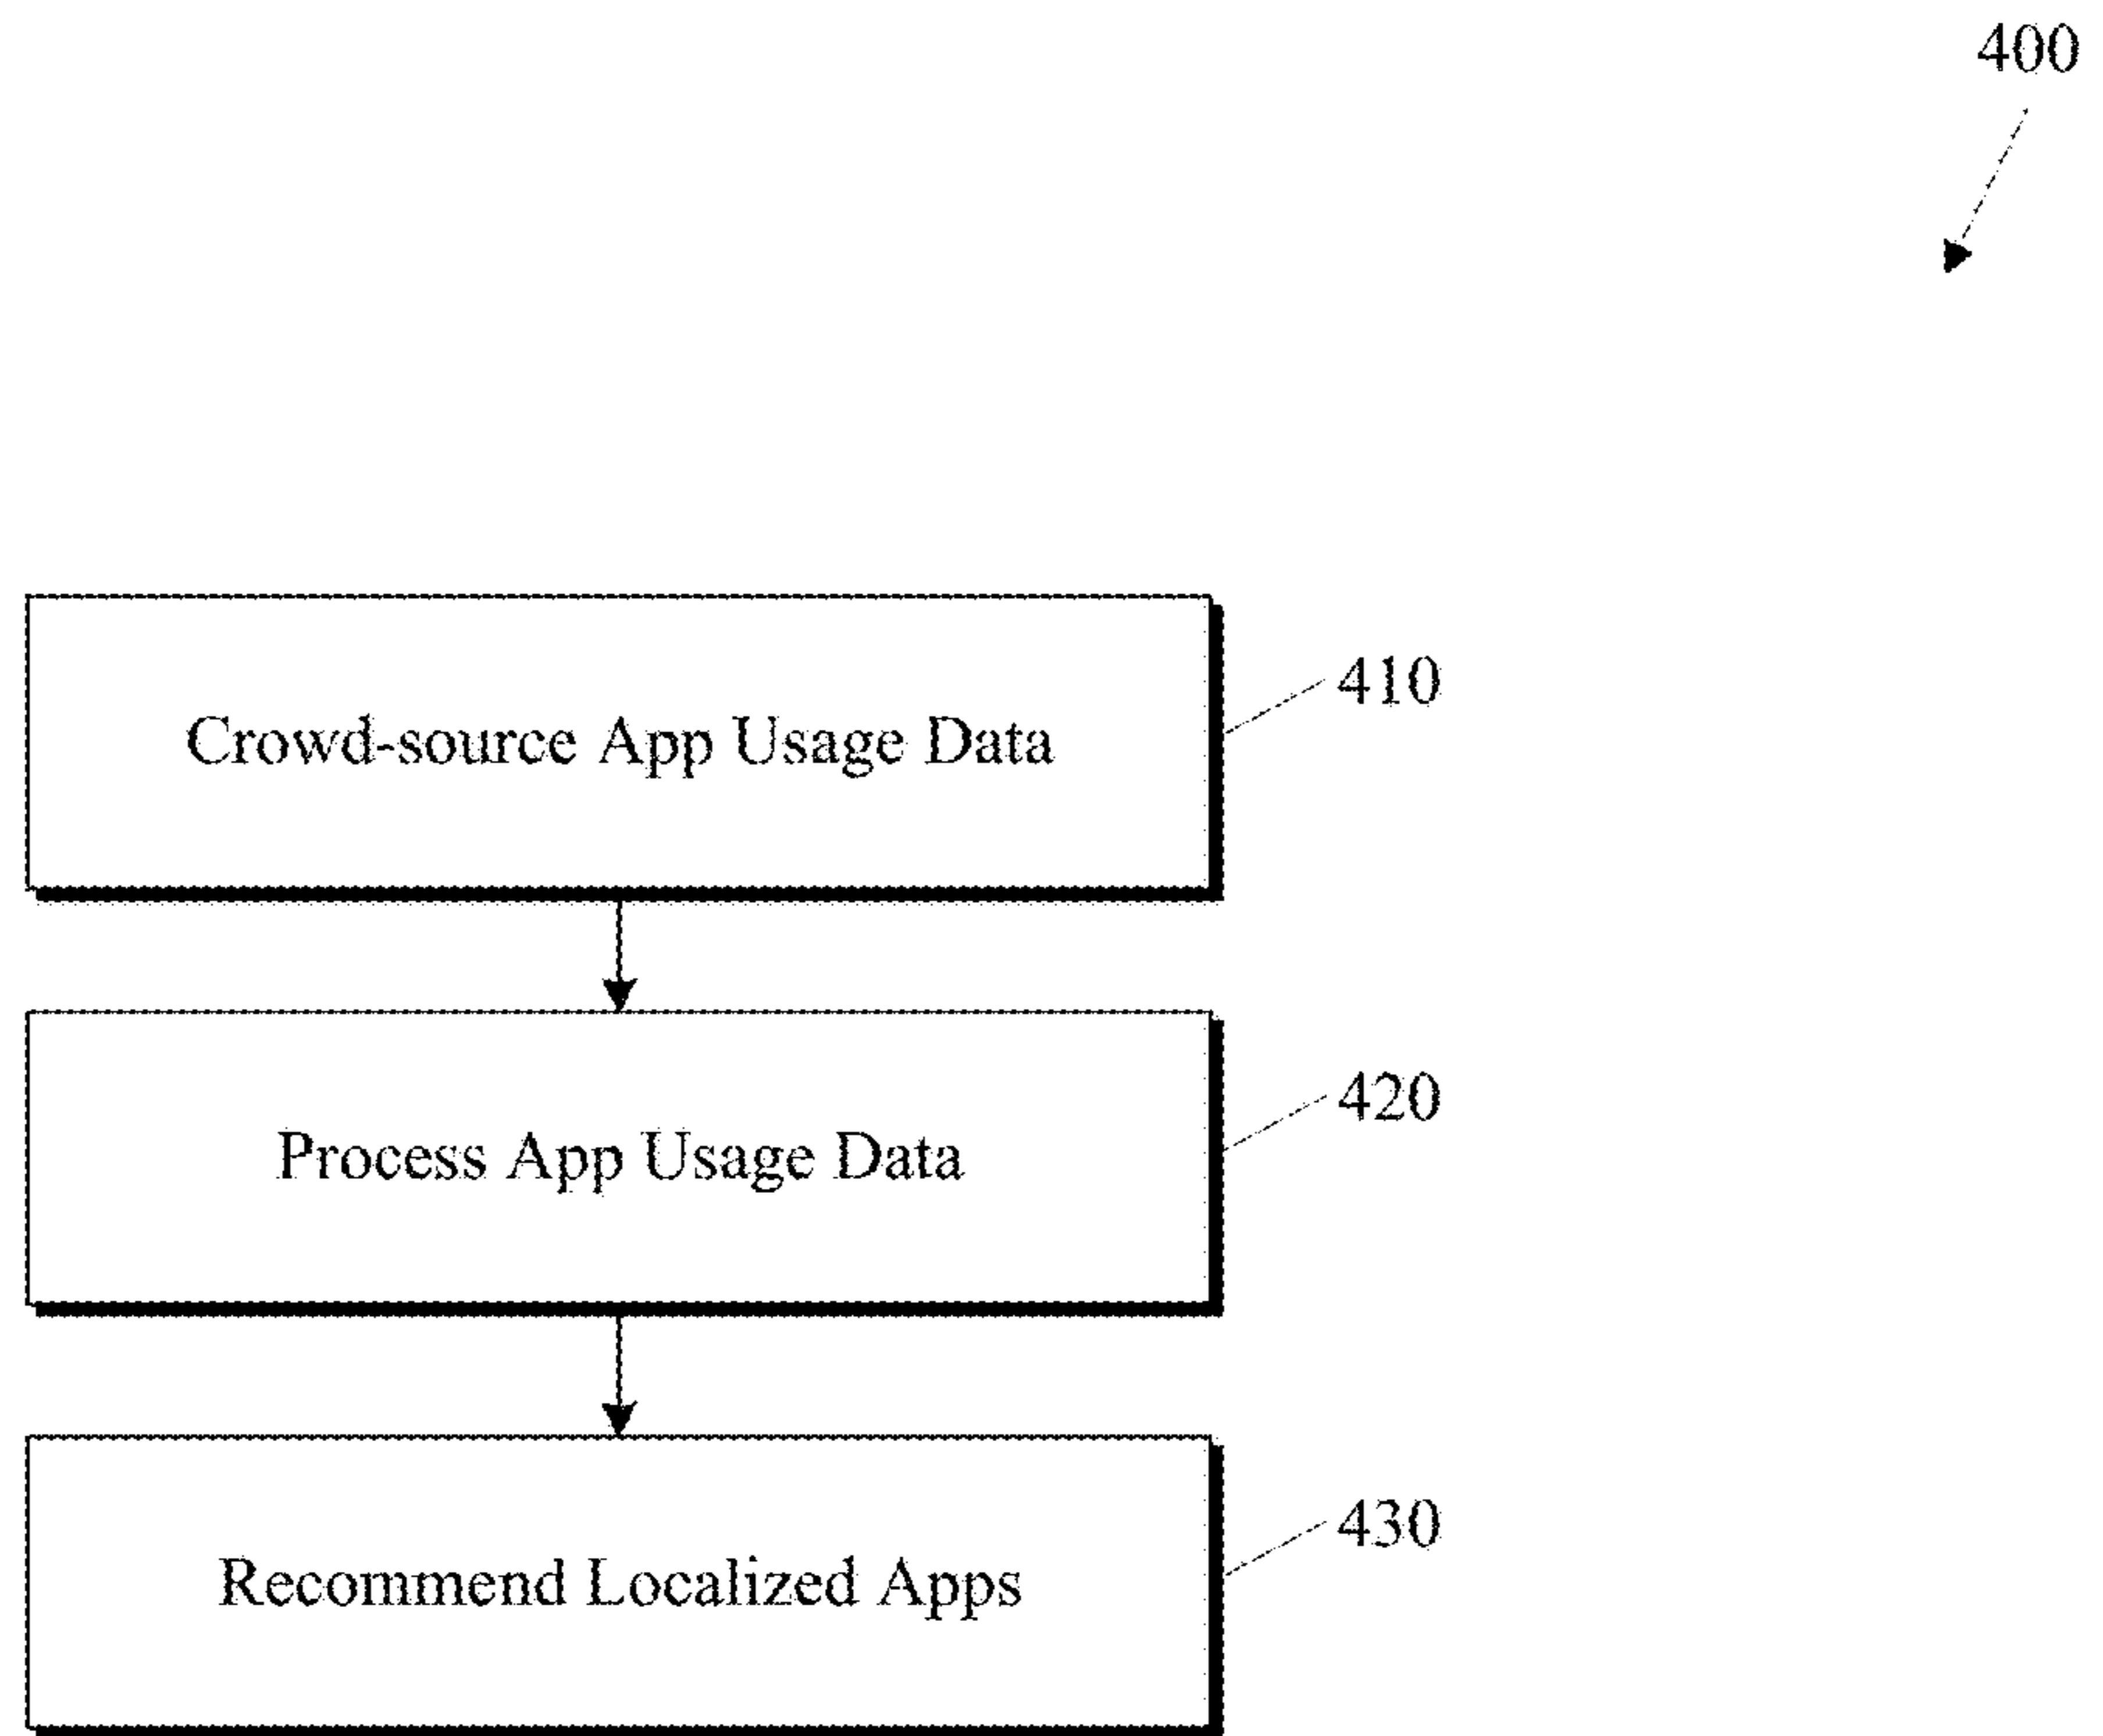 400
Crowd-source App Usage Data
410
Process App Usage Data
420
Recommend Localized Apps
430